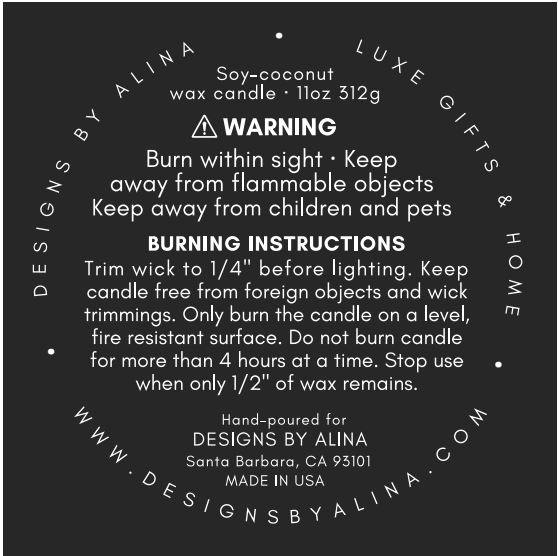 DESIGNS BY ALINA
LUXE GIFTS & HOME
Soy-coconut
wax candle · 11oz 312g
⚠ WARNING
Burn within sight · Keep
away from flammable objects
Keep away from children and pets
BURNING INSTRUCTIONS
Trim wick to 1/4" before lighting. Keep
candle free from foreign objects and wick
trimmings. Only burn the candle on a level,
fire resistant surface. Do not burn candle
for more than 4 hours at a time. Stop use
when only 1/2" of wax remains.
Hand-poured for
DESIGNS BY ALINA
Santa Barbara, CA 93101
MADE IN USA
WWW.DESIGNSBYALINA.COM